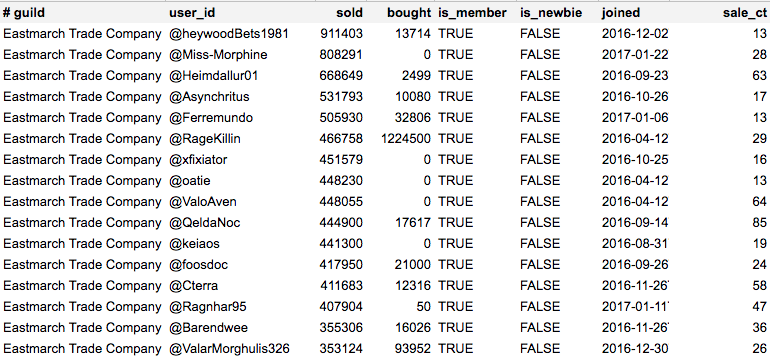 # guild user_id sold bought is_member is_newbie joined sale_ct
Eastmarch Trade Company @heywoodBets1981 911403 13714 TRUE FALSE 2016-12-02 13
Eastmarch Trade Company @Miss-Morphine 808291 0 TRUE FALSE 2017-01-22 28
Eastmarch Trade Company @Heimdallur01 668649 2499 TRUE FALSE 2016-09-23 63
Eastmarch Trade Company @Asynchritus 531793 10080 TRUE FALSE 2016-10-26 17
Eastmarch Trade Company @Ferremundo 505930 32806 TRUE FALSE 2017-01-06 13
Eastmarch Trade Company @RageKillin 466758 1224500 TRUE FALSE 2016-04-12 29
Eastmarch Trade Company @xfixiator 451579 0 TRUE FALSE 2016-10-25 16
Eastmarch Trade Company @oatie 448230 0 TRUE FALSE 2016-04-12 13
Eastmarch Trade Company @ValoAven 448055 0 TRUE FALSE 2016-04-12 64
Eastmarch Trade Company @QeldaNoc 444900 17617 TRUE FALSE 2016-09-14 85
Eastmarch Trade Company @keiaos 441300 0 TRUE FALSE 2016-08-31 19
Eastmarch Trade Company @foosdoc 417950 21000 TRUE FALSE 2016-09-26 24
Eastmarch Trade Company @Cterra 411683 12316 TRUE FALSE 2016-11-26 58
Eastmarch Trade Company @Ragnhar95 407904 50 TRUE FALSE 2017-01-11 47
Eastmarch Trade Company @Barendwee 355306 16026 TRUE FALSE 2016-11-26 36
Eastmarch Trade Company @ValarMorghulis326 353124 93952 TRUE FALSE 2016-12-30 26